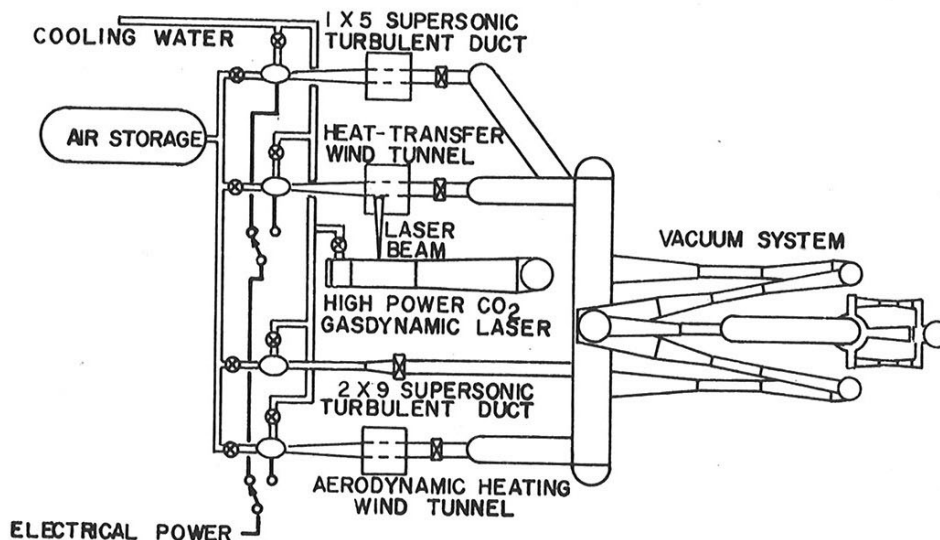 1 X 5 SUPERSONIC
TURBULENT DUCT
COOLING WATER
AIR STORAGE
HEAT-TRANSFER
WIND TUNNEL
LASER
BEAM
VACUUM SYSTEM
HIGH POWER CO2
GASDYNAMIC LASER
2 X 9 SUPERSONIC
TURBULENT DUCT
AERODYNAMIC HEATING
WIND TUNNEL
ELECTRICAL POWER